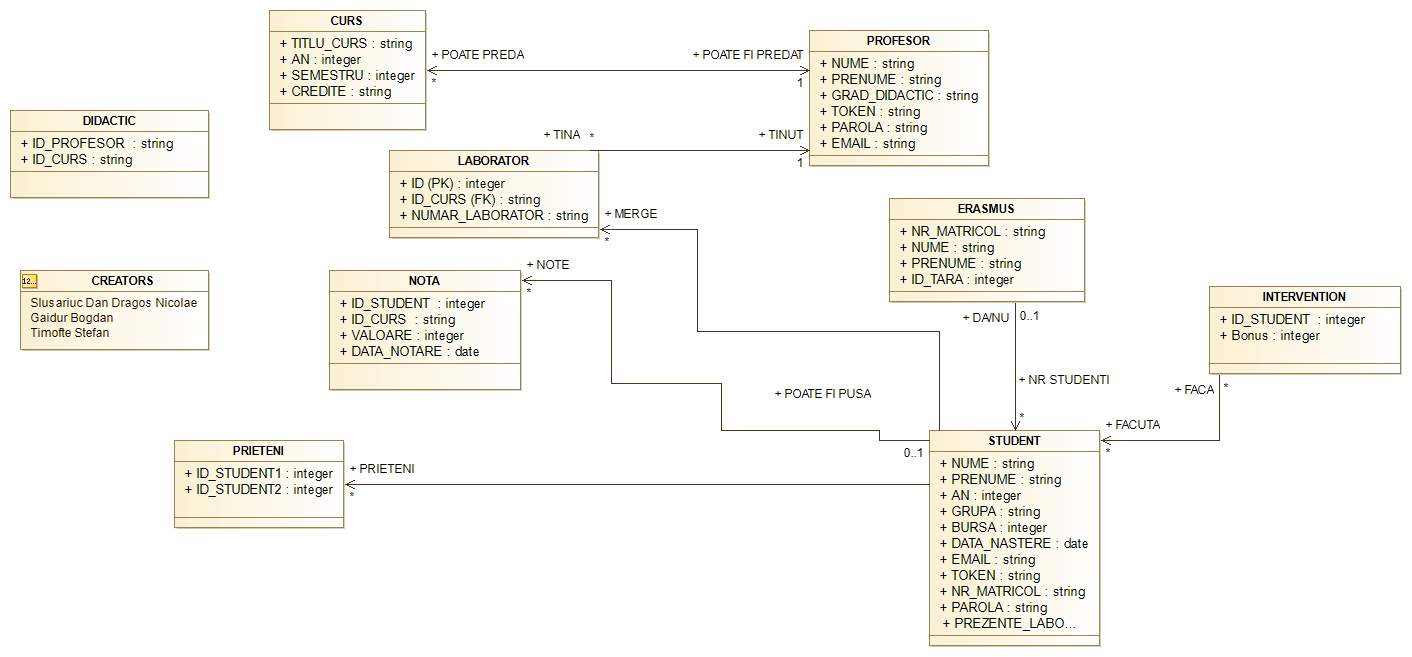 CURS
+ TITLU_CURS : string
+ AN : integer
+ SEMESTRU : integer
+ CREDITE : string
+ POATE PREDA
*
+ POATE FI PREDAT
1
PROFESOR
+ NUME : string
+ PRENUME : string
+ GRAD_DIDACTIC : string
+ TOKEN : string
+ PAROLA : string
+ EMAIL : string
DIDACTIC
+ ID_PROFESOR : string
+ ID_CURS : string
+ TINA *
+ TINUT
1
LABORATOR
+ ID (PK) : integer
+ ID_CURS (FK) : string
+ NUMAR_LABORATOR : string
+ MERGE
*
ERASMUS
+ NR_MATRICOL : string
+ NUME : string
+ PRENUME : string
+ ID_TARA : integer
+ DA/NU
0..1
+ NR STUDENTI
*
CREATORS
Slusariuc Dan Dragos Nicolae
Gaidur Bogdan
Timofte Stefan
NOTA
+ ID_STUDENT : integer
+ ID_CURS : string
+ VALOARE : integer
+ DATA_NOTARE : date
+ NOTE
*
+ POATE FI PUSA
0..1
INTERVENTION
+ ID_STUDENT : integer
+ Bonus : integer
+ FACA
*
+ FACUTA
*
PRIETENI
+ ID_STUDENT1 : integer
+ ID_STUDENT2 : integer
+ PRIETENI
*
STUDENT
+ NUME : string
+ PRENUME : string
+ AN : integer
+ GRUPA : string
+ BURSA : integer
+ DATA_NASTERE : date
+ EMAIL : string
+ TOKEN : string
+ NR_MATRICOL : string
+ PAROLA : string
+ PREZENTE_LABO...